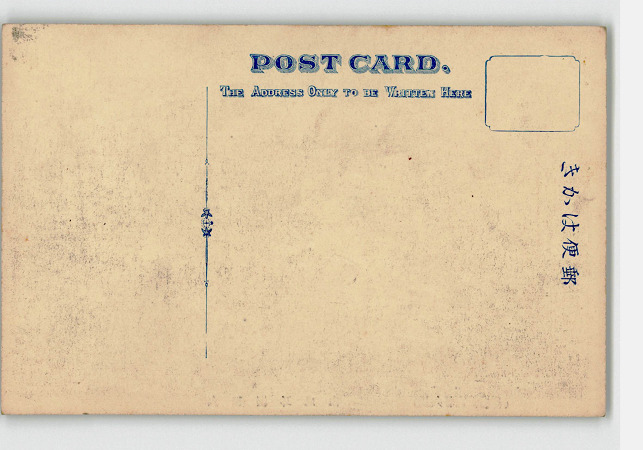 POST CARD.
THE ADDRESS ONLY TO BE WRITTEN HERE
郵便はかき